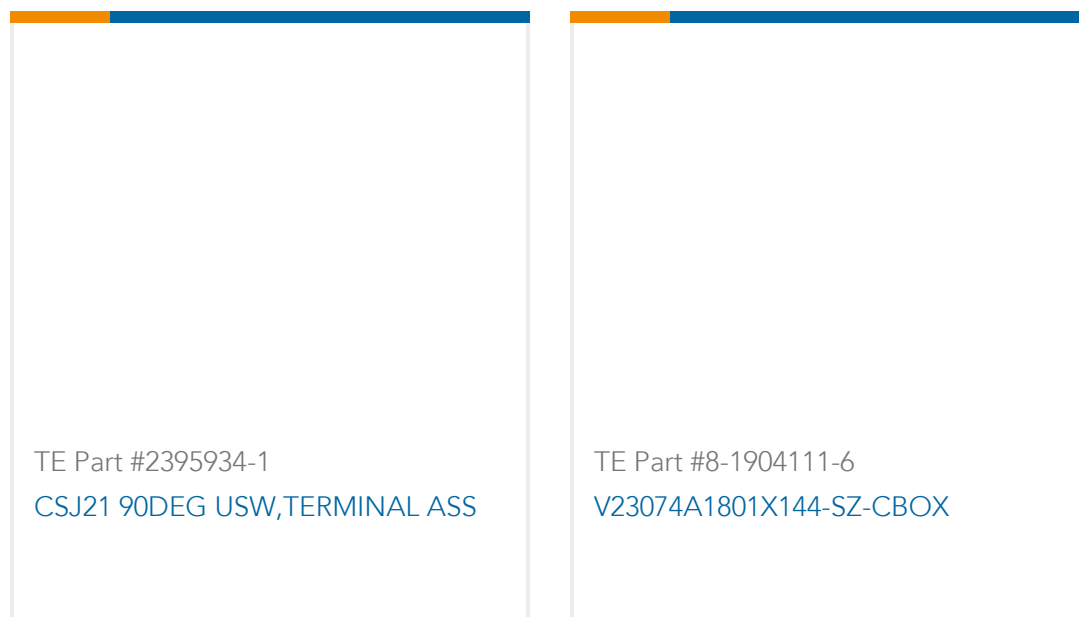 TE Part #2395934-1
CSJ21 90DEG USW,TERMINAL ASS
TE Part #8-1904111-6
V23074A1801X144-SZ-CBOX